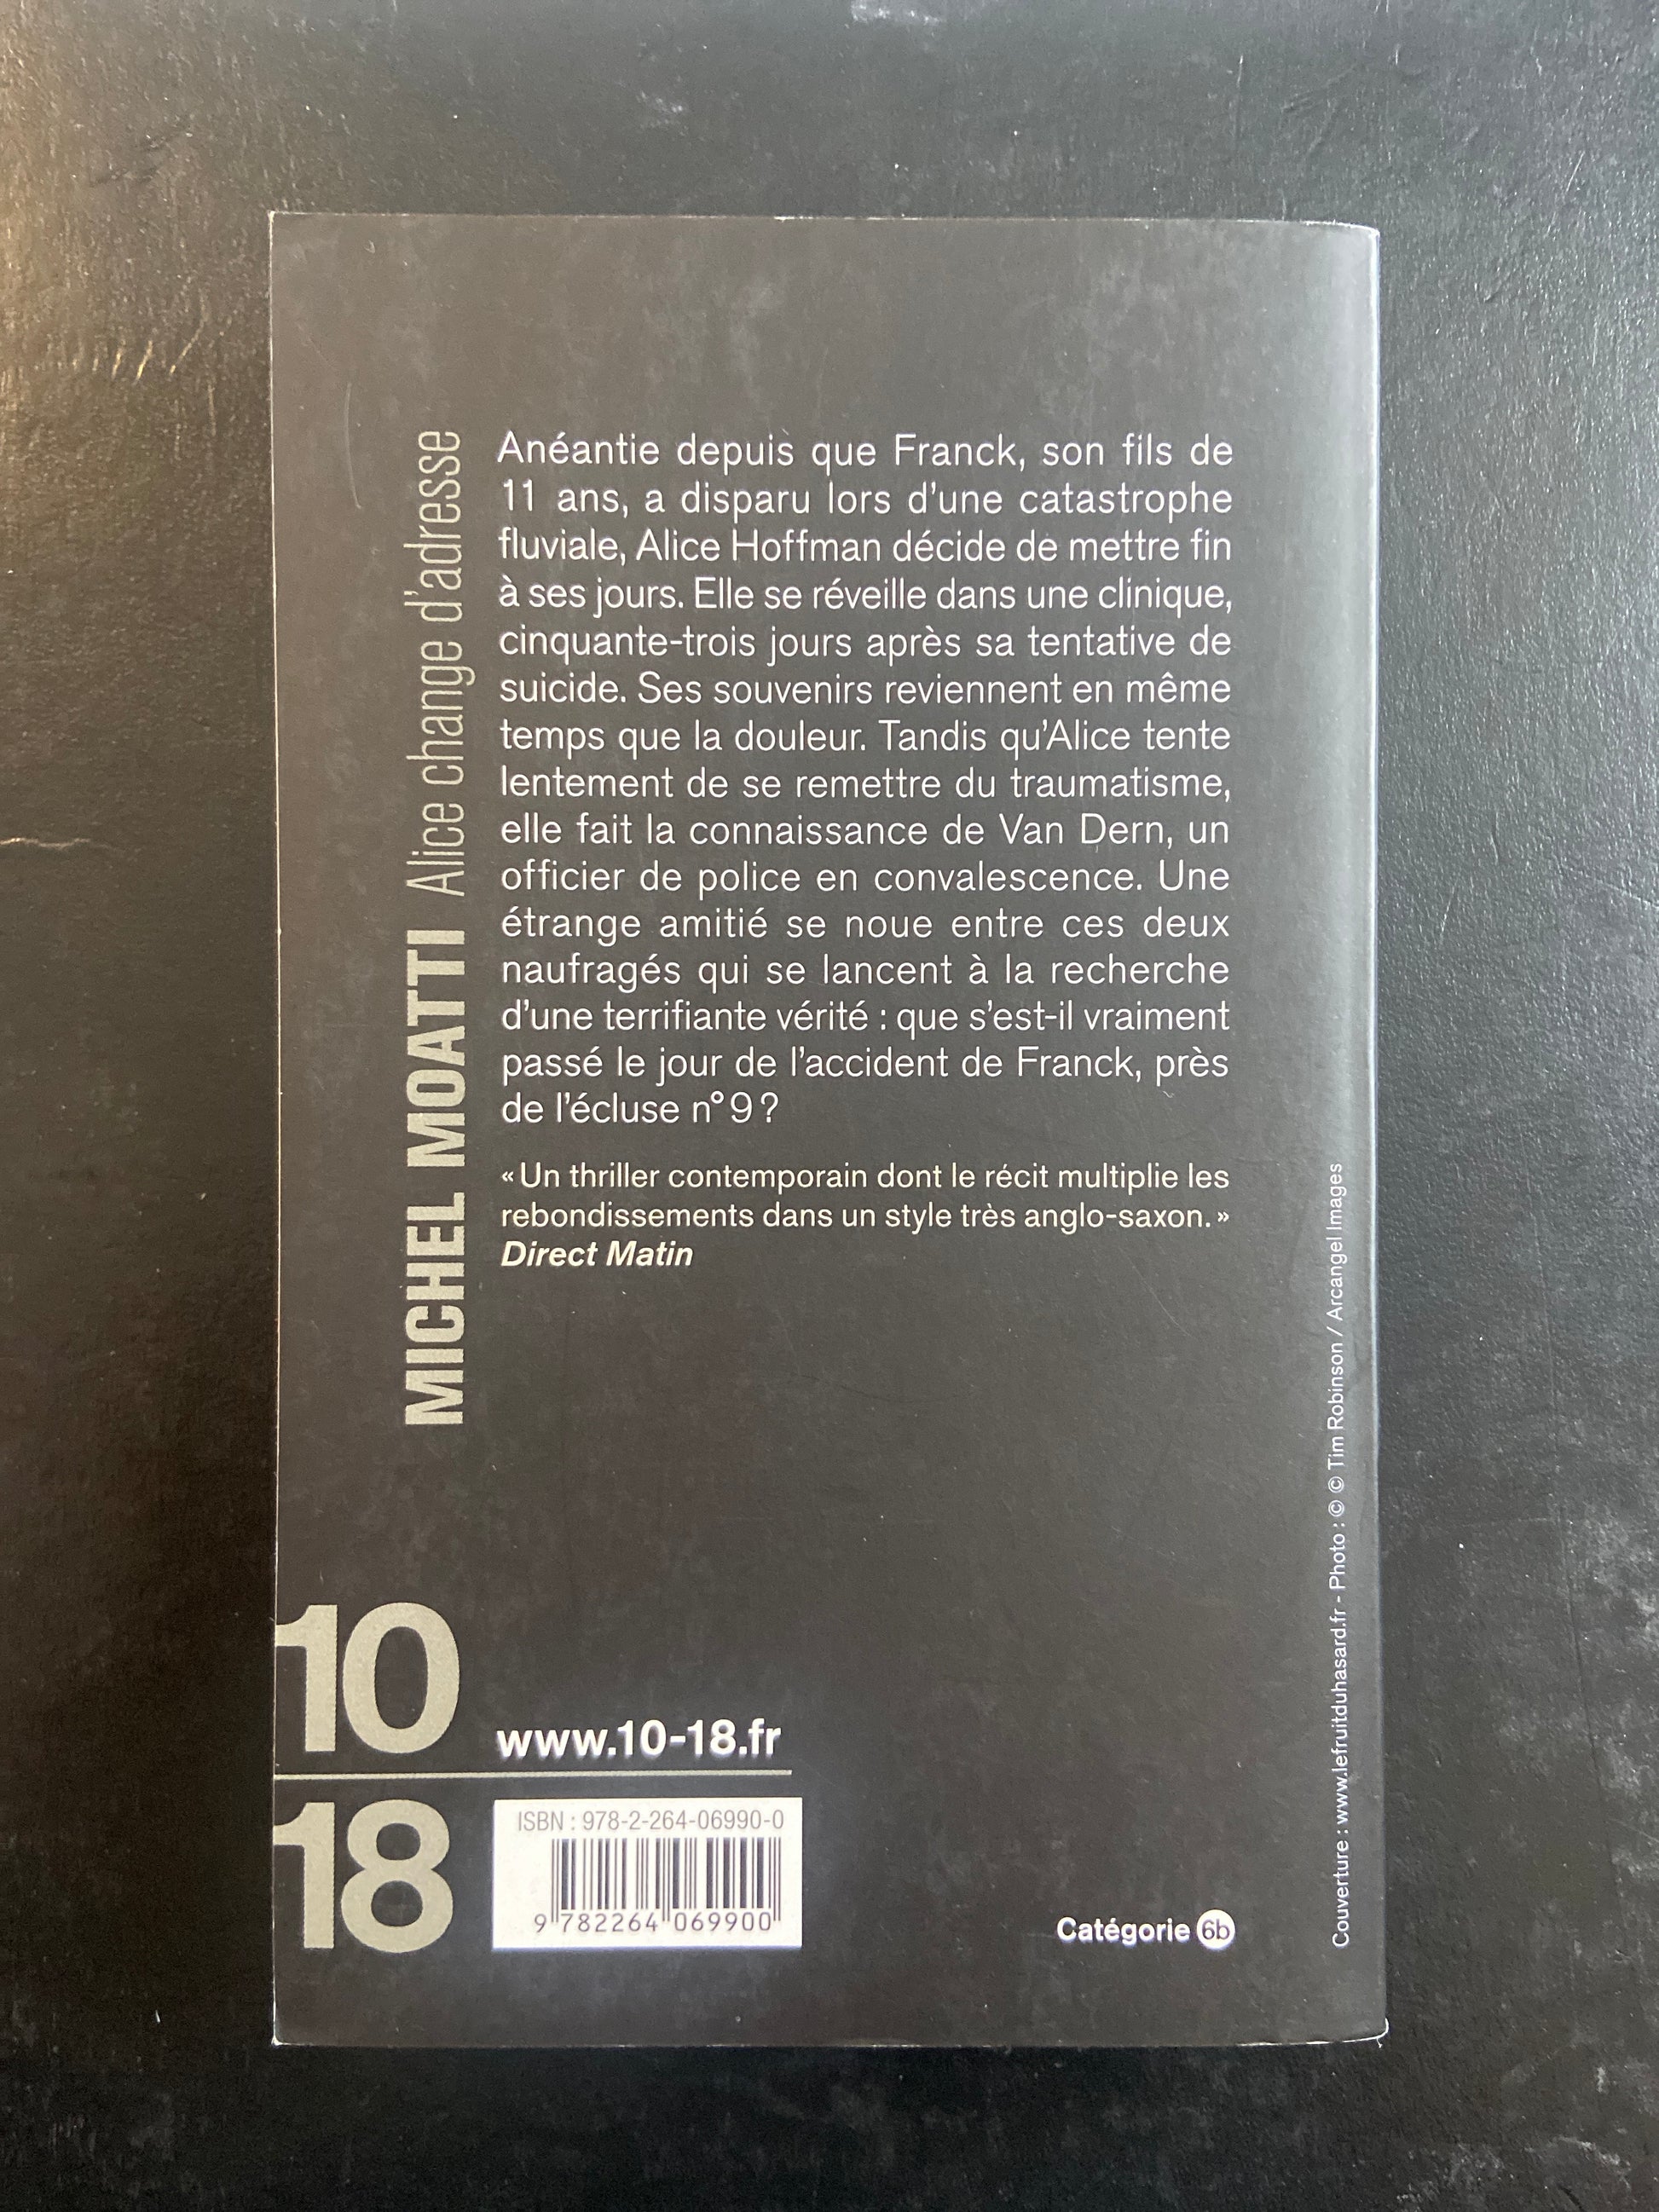 MICHEL MOATTI Alice change d'adresse
Anéantie depuis que Franck, son fils de
11 ans, a disparu lors d'une catastrophe
fluviale, Alice Hoffman décide de mettre fin
à ses jours. Elle se réveille dans une clinique,
cinquante-trois jours après sa tentative de
suicide. Ses souvenirs reviennent en même
temps que la douleur. Tandis qu'Alice tente
lentement de se remettre du traumatisme,
elle fait la connaissance de Van Dern, un
officier de police en convalescence. Une
étrange amitié se noue entre ces deux
naufragés qui se lancent à la recherche
d'une terrifiante vérité : que s'est-il vraiment
passé le jour de l'accident de Franck, près
de l'écluse n° 9 ?
« Un thriller contemporain dont le récit multiplie les
rebondissements dans un style très anglo-saxon. »
Direct Matin
10
18
www.10-18.fr
ISBN : 978-2-264-06990-0
9 782264 069900
Catégorie 6b
Couverture : www.lefruitduhasard.fr - Photo : © © Tim Robinson / Arcangel Images